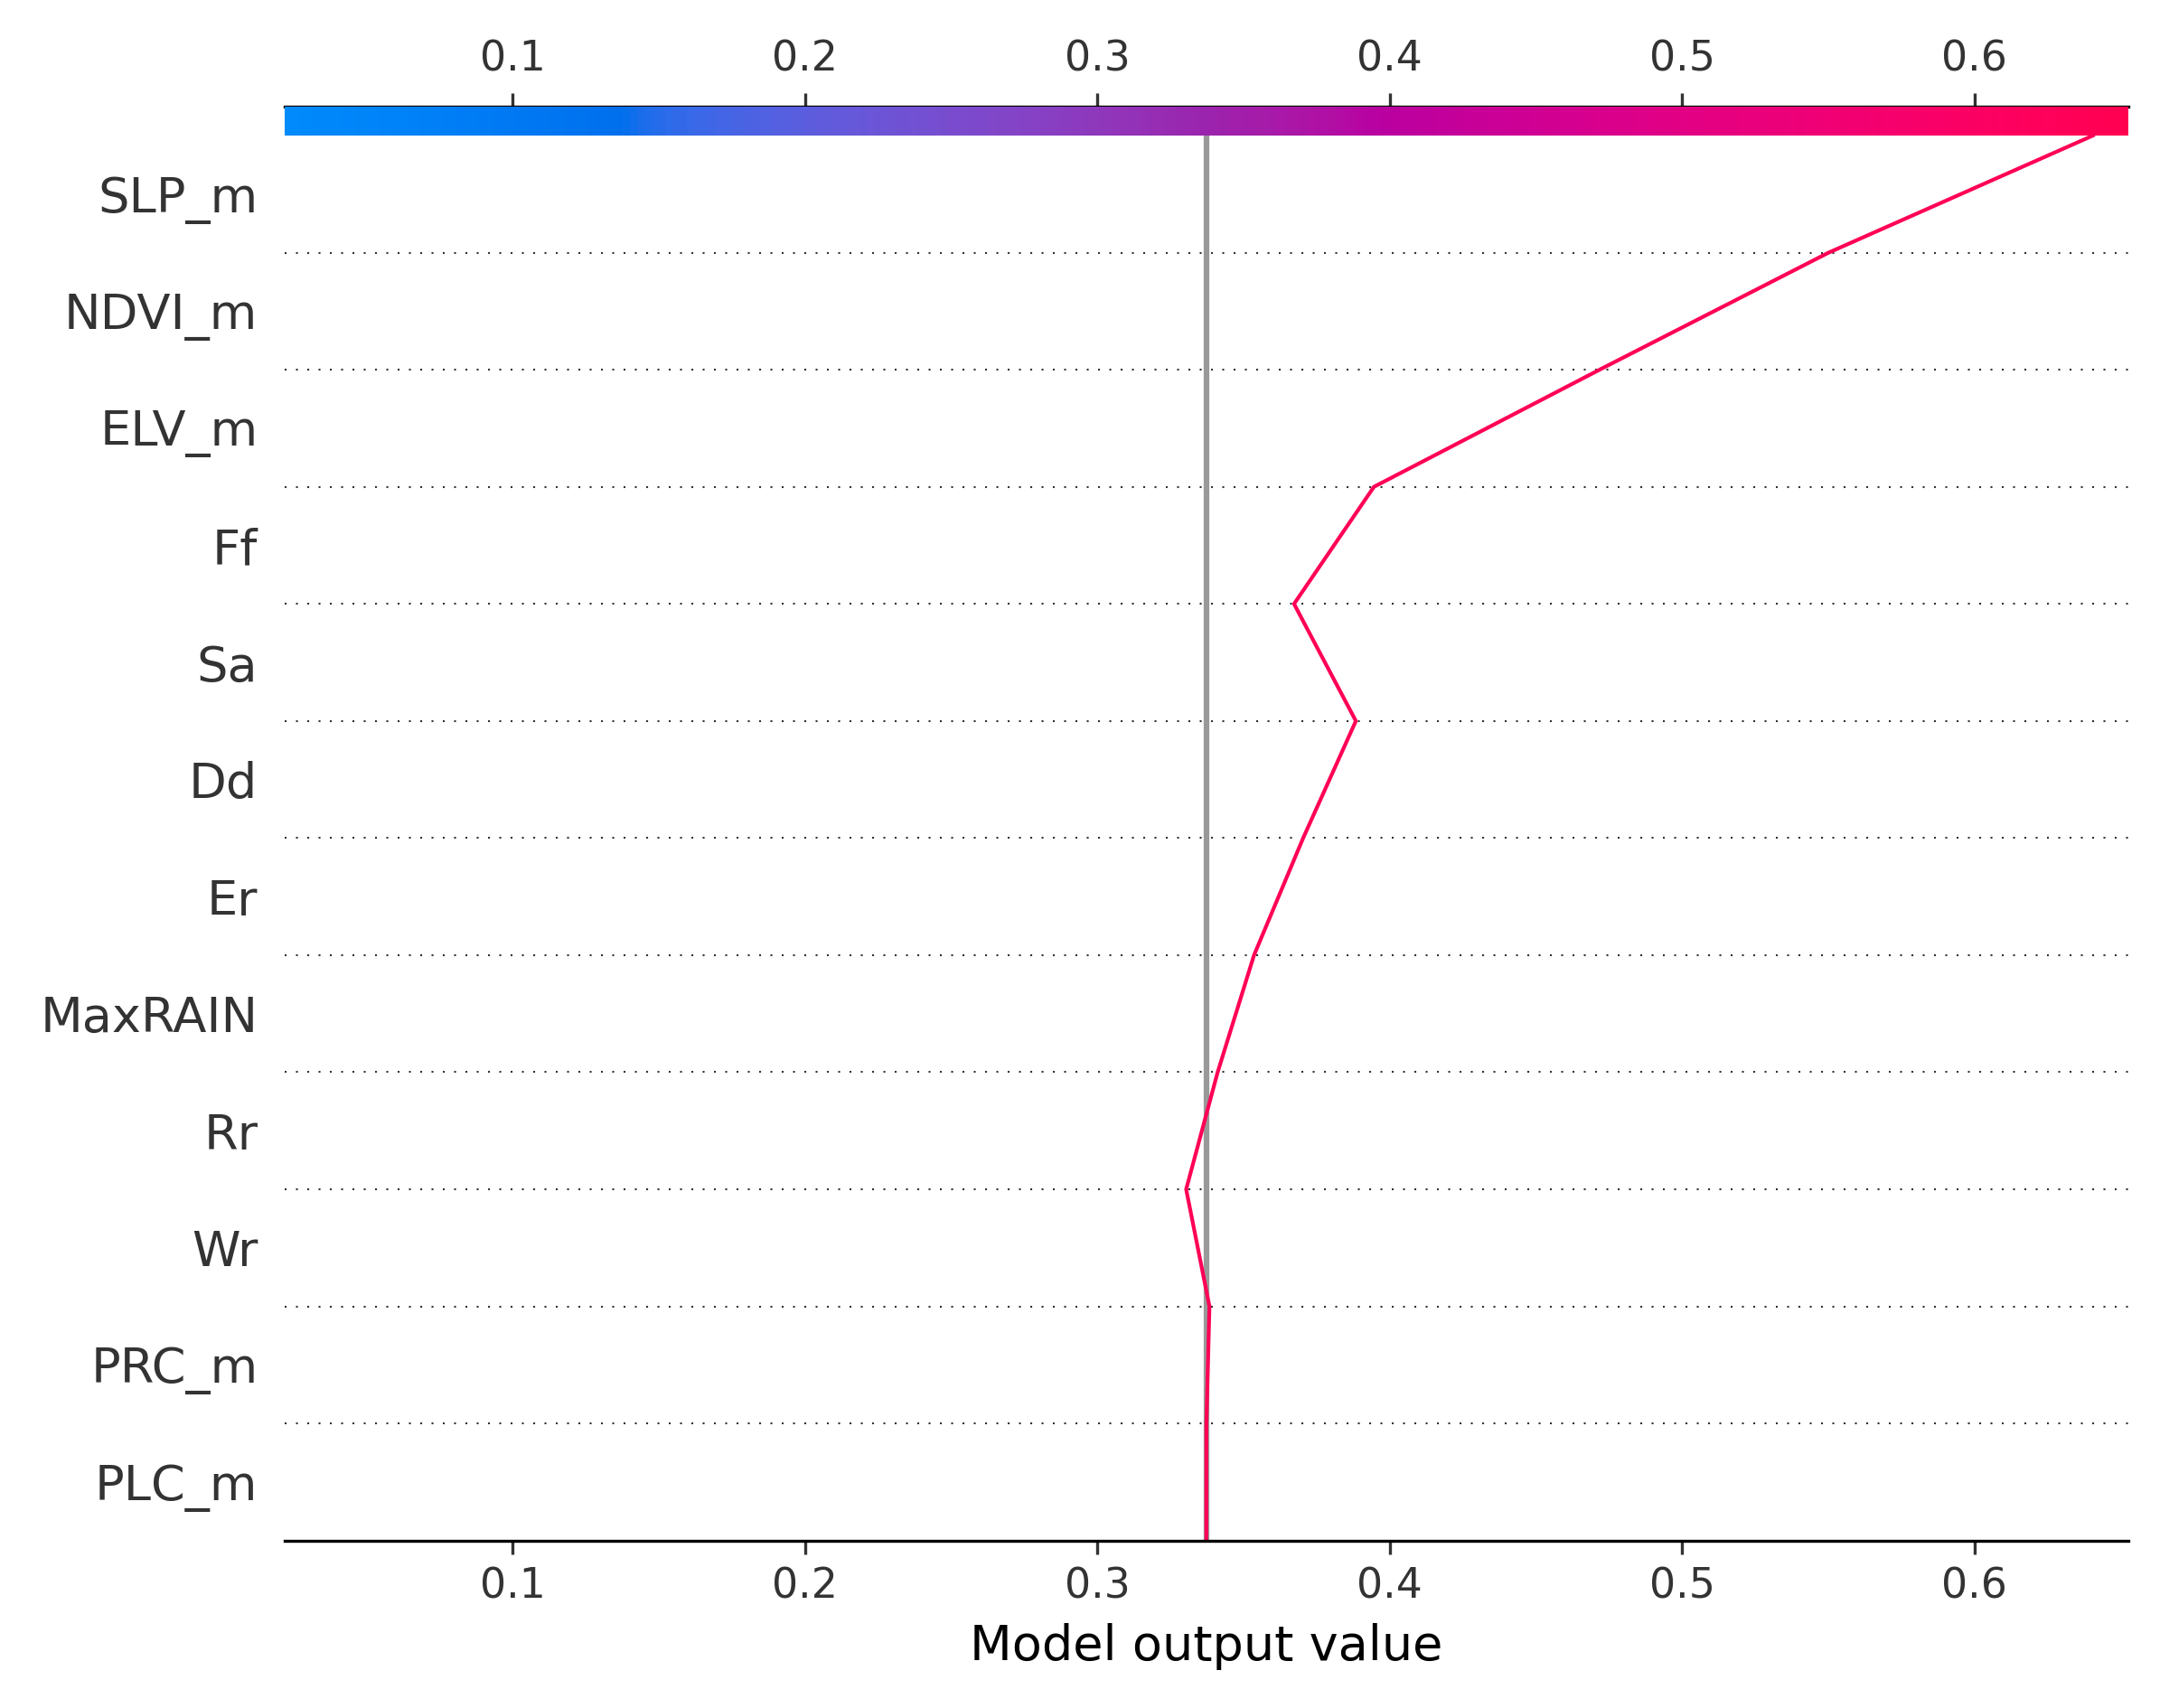 0.1 0.2 0.3 0.4 0.5 0.6
SLP_m
NDVI_m
ELV_m
Ff
Sa
Dd
Er
MaxRAIN
Rr
Wr
PRC_m
PLC_m
0.1 0.2 0.3 0.4 0.5 0.6
Model output value